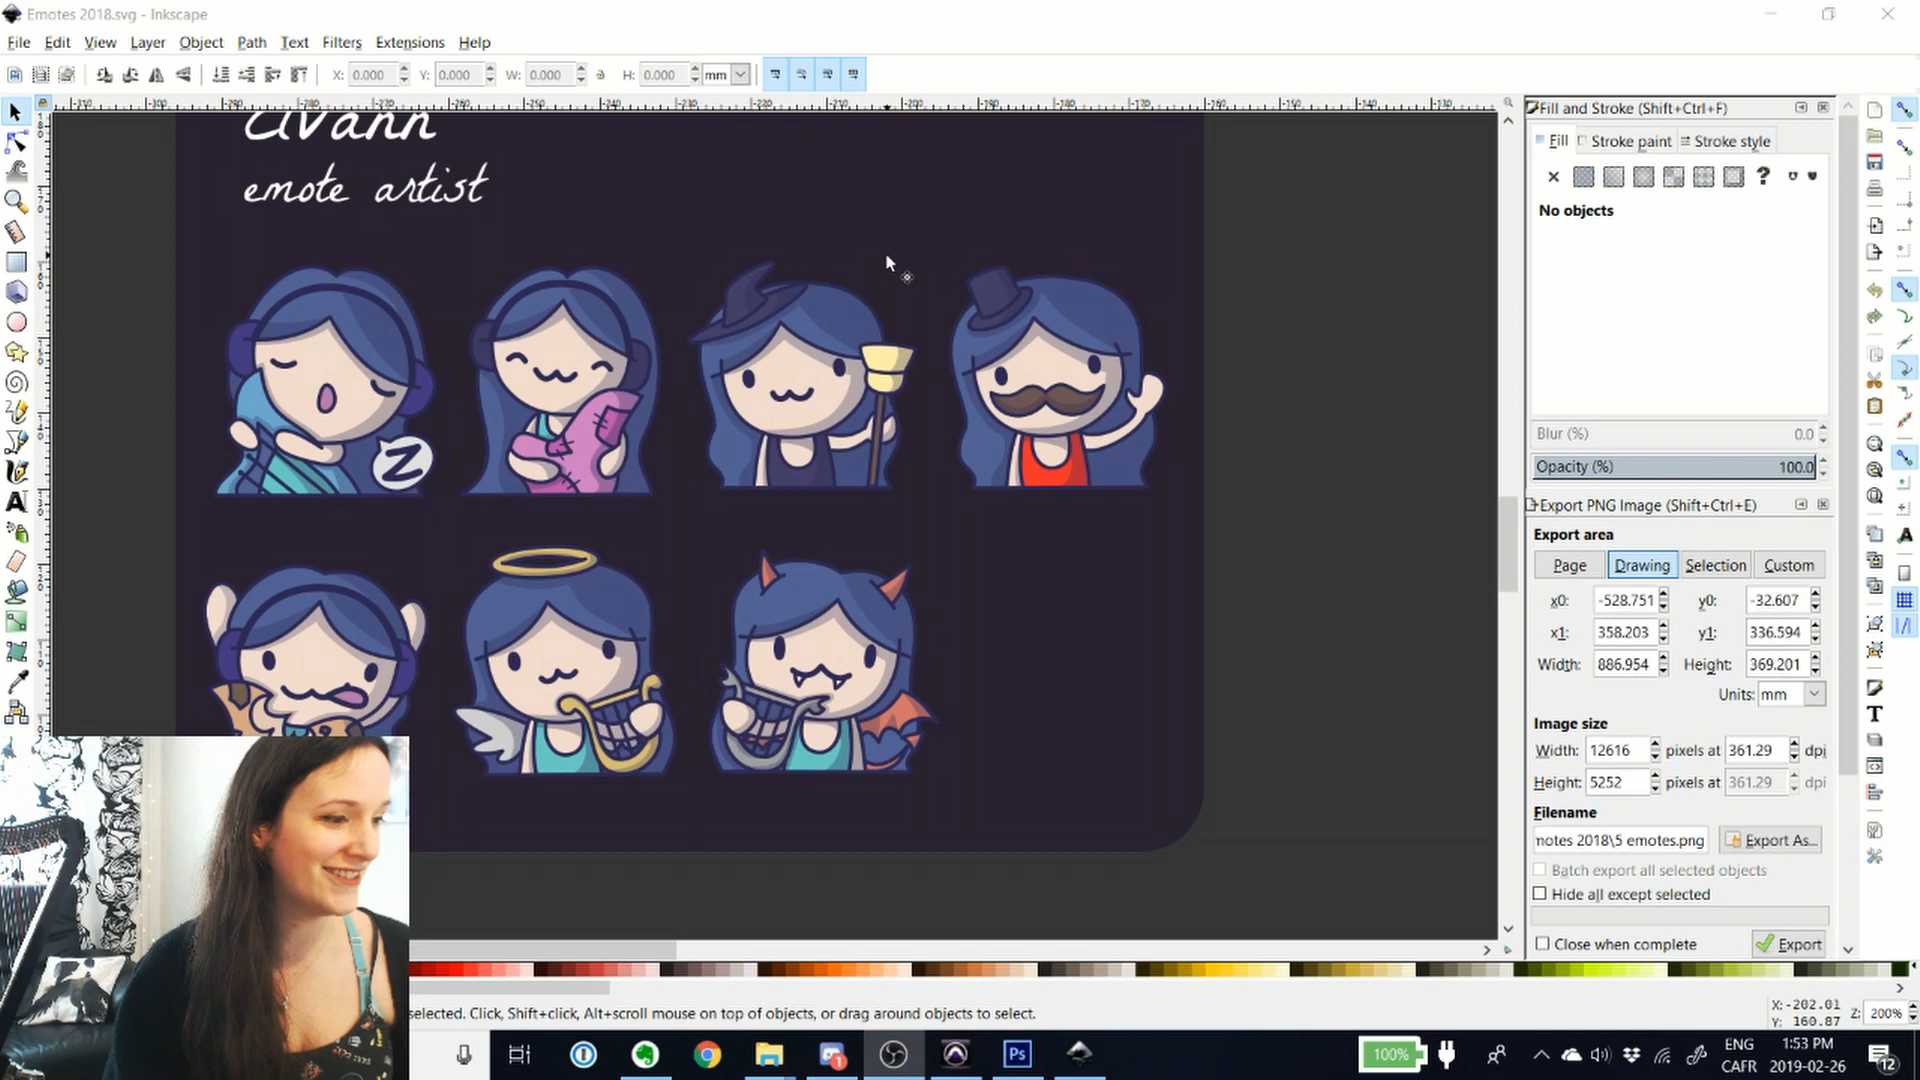 Emotes 2018.svg - Inkscape
File Edit View Layer Object Path Text Filters Extensions Help
X: 0.000 Y: 0.000 W: 0.000 H: 0.000 mm
emote artist
Z
Fill and Stroke (Shift+Ctrl+F)
Fill Stroke paint Stroke style
?
No objects
Blur (%) 0.0
Opacity (%) 100.0
Export PNG Image (Shift+Ctrl+E)
Export area
Page Drawing Selection Custom
x0: -528.751 y0: -32.607
x1: 358.203 y1: 336.594
Width: 886.954 Height: 369.201
Units: mm
Image size
Width: 12616 pixels at 361.29 dpi
Height: 5252 pixels at 361.29 dpi
Filename
notes 2018\5 emotes.png Export As...
Batch export all selected objects
Hide all except selected
Close when complete Export
selected. Click, Shift+click, Alt+scroll mouse on top of objects, or drag around objects to select.
X: -202.01
Y: 160.87
Z: 200%
100%
Ps
1
ENG
CAFR
1:53 PM
2019-02-26
12